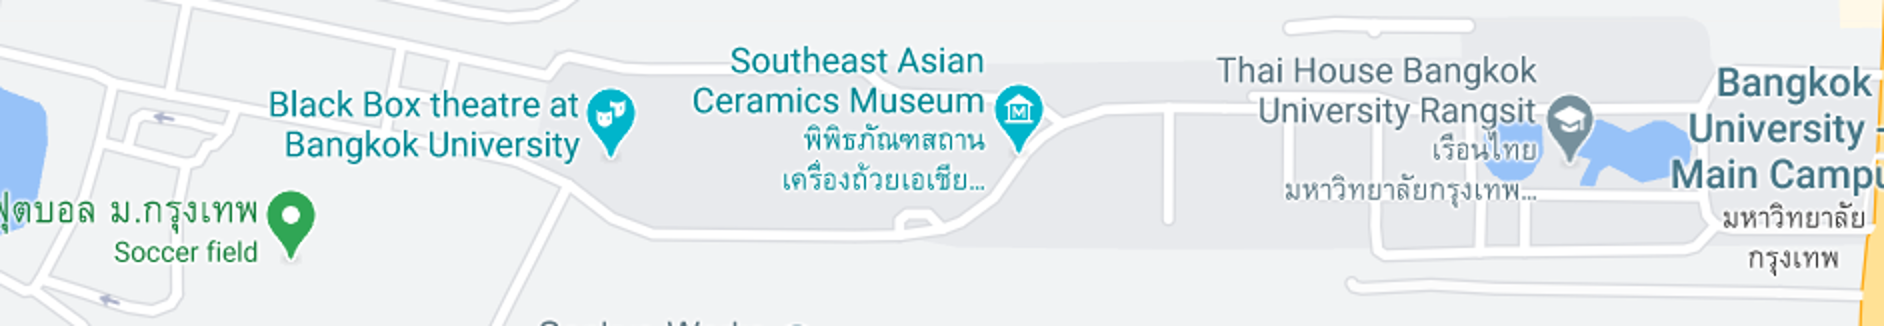 Southeast Asian
Ceramics Museum
พิพิธภัณฑสถาน
เครื่องถ้วยเอเชีย...
Black Box theatre at
Bangkok University
Thai House Bangkok
University Rangsit
เรือนไทย
มหาวิทยาลัยกรุงเทพ...
Bangkok
University -
Main Campu
มหาวิทยาลัย
กรุงเทพ
ฟุตบอล ม.กรุงเทพ
Soccer field